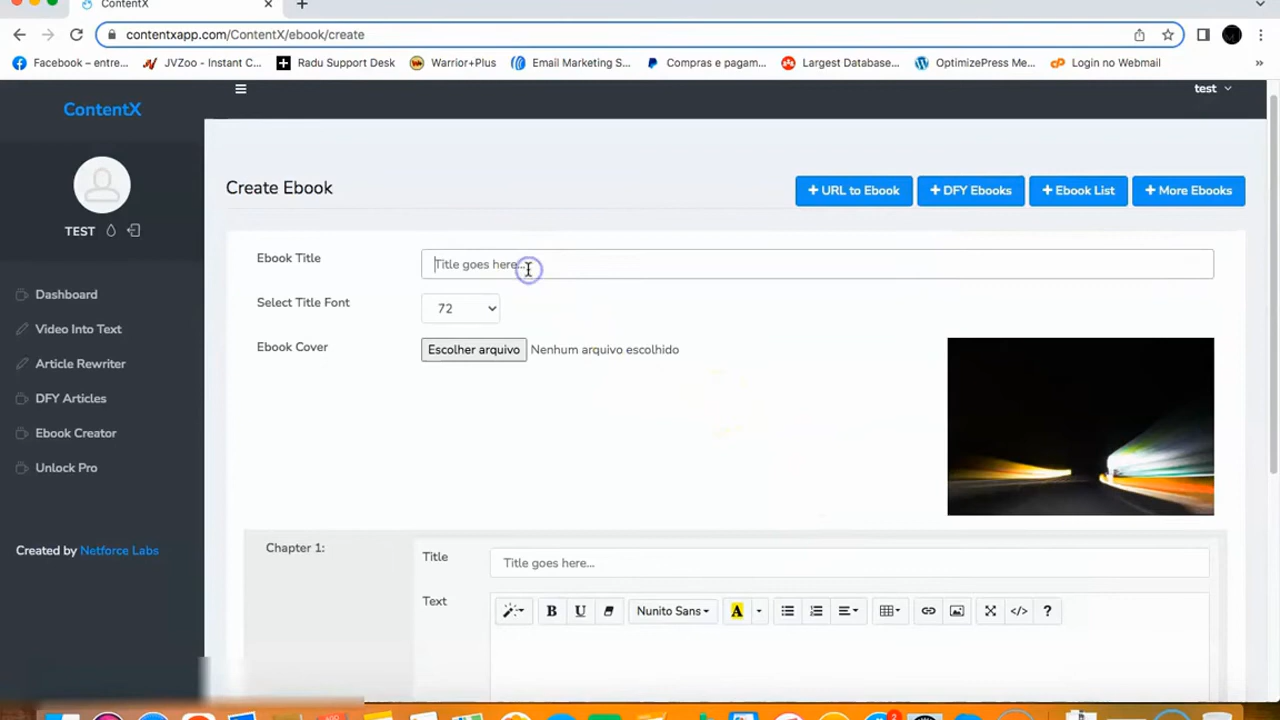 ContentX
contentxapp.com/ContentX/ebook/create
Facebook – entre... JVZoo - Instant C... Radu Support Desk Warrior+Plus Email Marketing S... Compras e pagam... Largest Database... OptimizePress Me... Login no Webmail »
ContentX
test
TEST
Dashboard
Video Into Text
Article Rewriter
DFY Articles
Ebook Creator
Unlock Pro
Created by Netforce Labs
Create Ebook
+ URL to Ebook + DFY Ebooks + Ebook List + More Ebooks
Ebook Title Title goes here...
Select Title Font 72
Ebook Cover Escolher arquivo Nenhum arquivo escolhido
Chapter 1:
Title Title goes here...
Text
B U Nunito Sans A </> ?